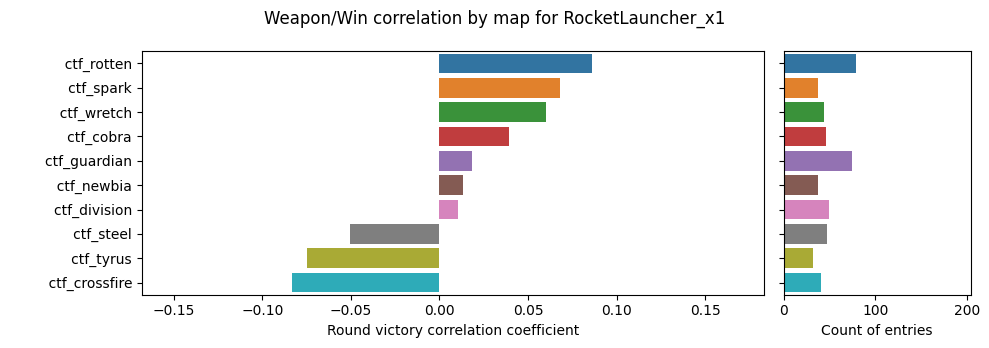 Weapon/Win correlation by map for RocketLauncher_x1
ctf_rotten
ctf_spark
ctf_wretch
ctf_cobra
ctf_guardian
ctf_newbia
ctf_division
ctf_steel
ctf_tyrus
ctf_crossfire
−0.15 −0.10 −0.05 0.00 0.05 0.10 0.15
Round victory correlation coefficient
0 100 200
Count of entries